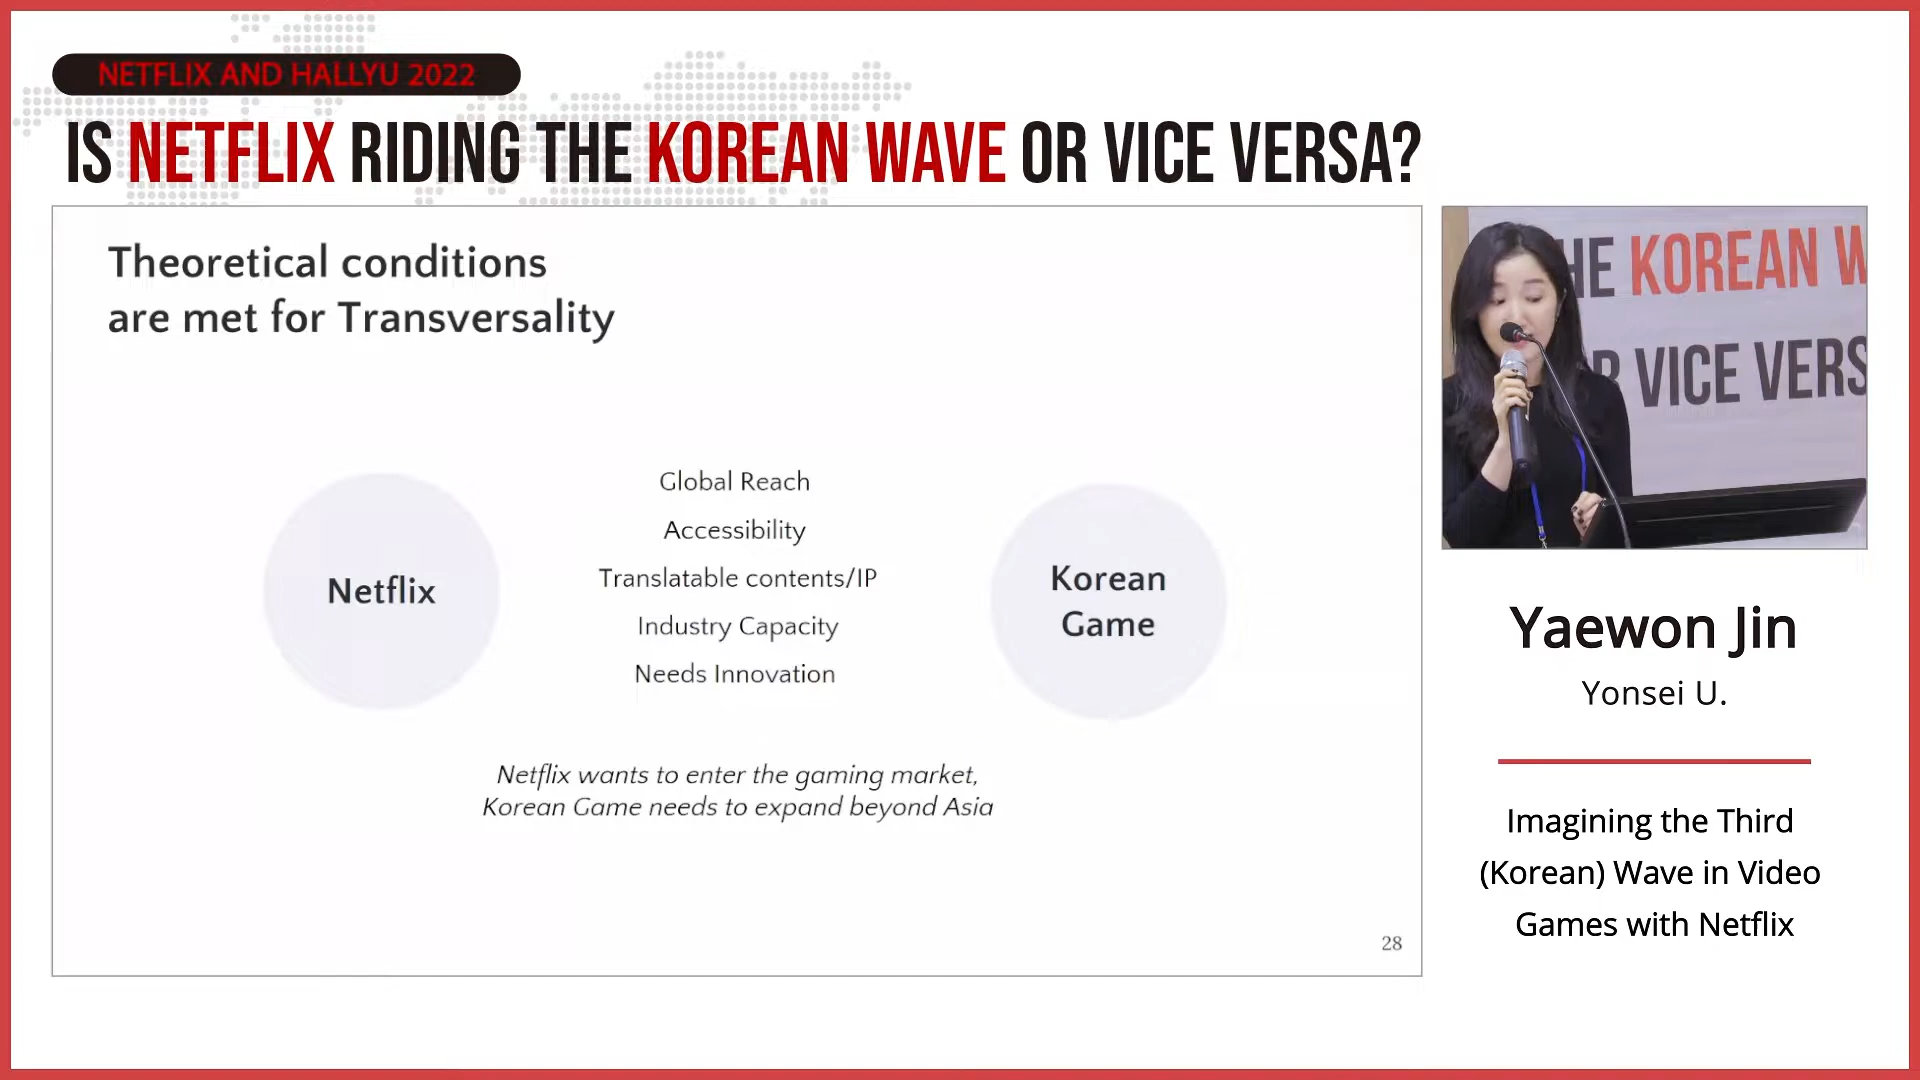 NETFLIX AND HALLYU 2022
IS NETFLIX RIDING THE KOREAN WAVE OR VICE VERSA?
Theoretical conditions
are met for Transversality
Netflix
Global Reach
Accessibility
Translatable contents/IP
Industry Capacity
Needs Innovation
Korean
Game
Netflix wants to enter the gaming market,
Korean Game needs to expand beyond Asia
28
HE KOREAN W
R VICE VERS
Yaewon Jin
Yonsei U.
Imagining the Third
(Korean) Wave in Video
Games with Netflix